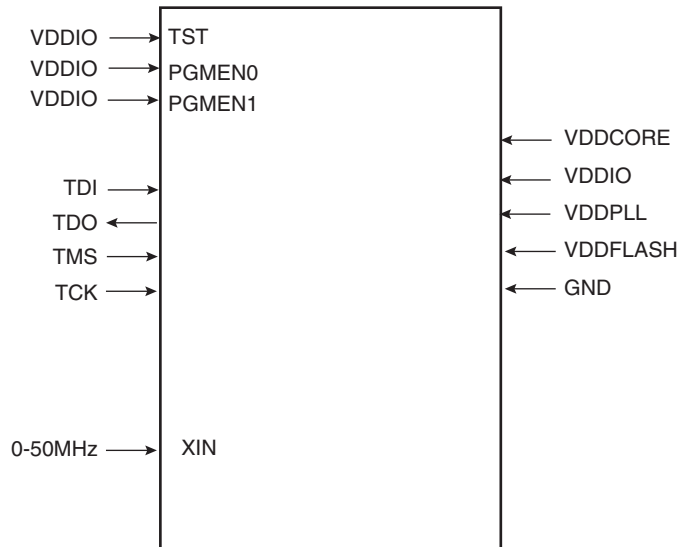 VDDIO TST
VDDIO PGMEN0
VDDIO PGMEN1
VDDCORE
VDDIO
TDI
VDDPLL
TDO
VDDFLASH
TMS
GND
TCK
0-50MHz XIN